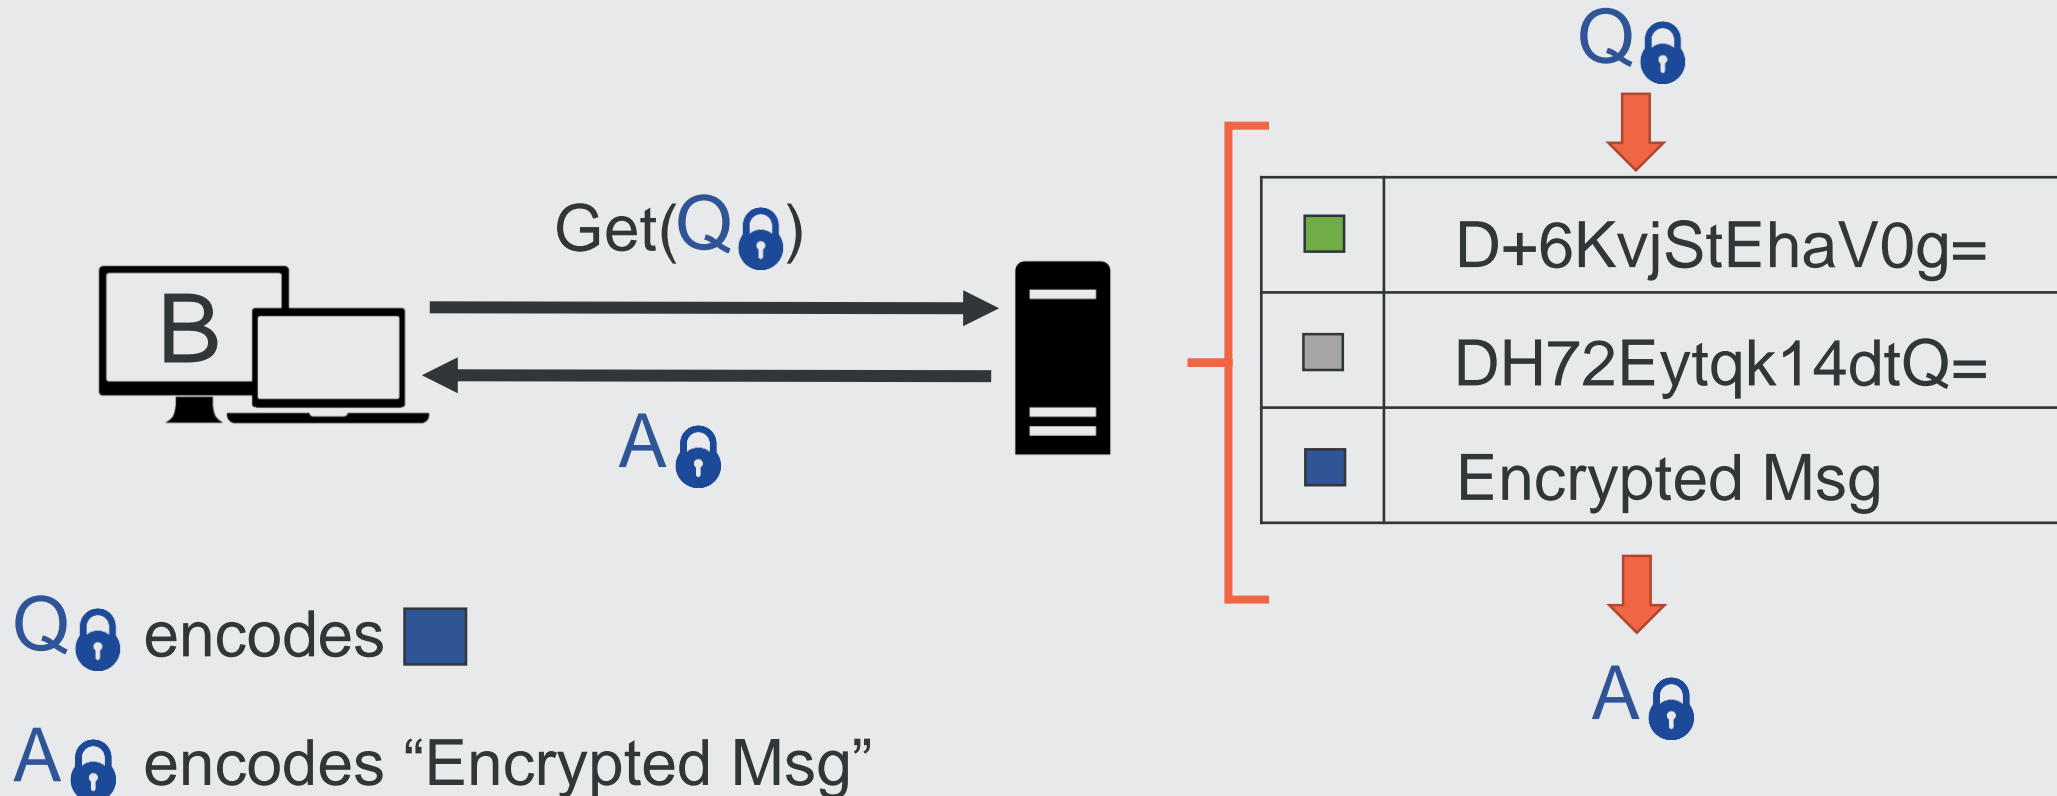 Q
Get(Q)
B
A
D+6KvjStEhaV0g=
DH72Eytqk14dtQ=
Encrypted Msg
A
Q encodes
A encodes “Encrypted Msg”